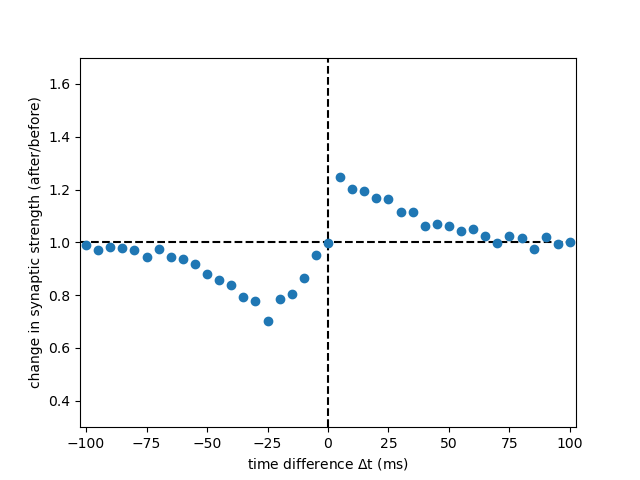 change in synaptic strength (after/before)
1.6
1.4
1.2
1.0
0.8
0.6
0.4
−100 −75 −50 −25 0 25 50 75 100
time difference Δt (ms)